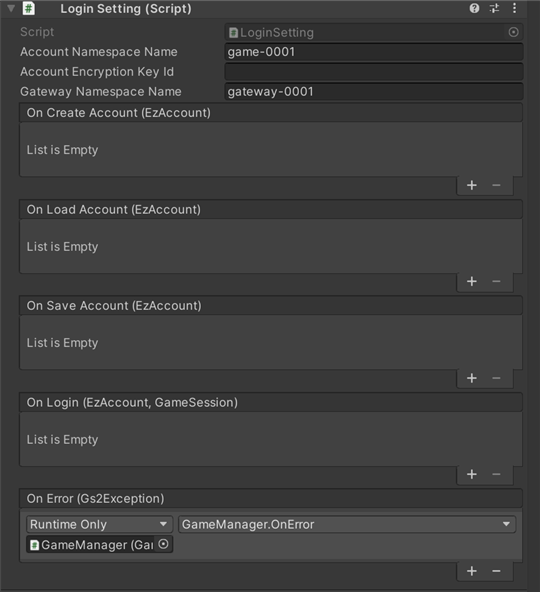 Login Setting (Script)
Script LoginSetting
Account Namespace Name game-0001
Account Encryption Key Id
Gateway Namespace Name gateway-0001
On Create Account (EzAccount)
List is Empty
+ −
On Load Account (EzAccount)
List is Empty
+ −
On Save Account (EzAccount)
List is Empty
+ −
On Login (EzAccount, GameSession)
List is Empty
+ −
On Error (Gs2Exception)
Runtime Only GameManager.OnError
GameManager (Gar
+ −